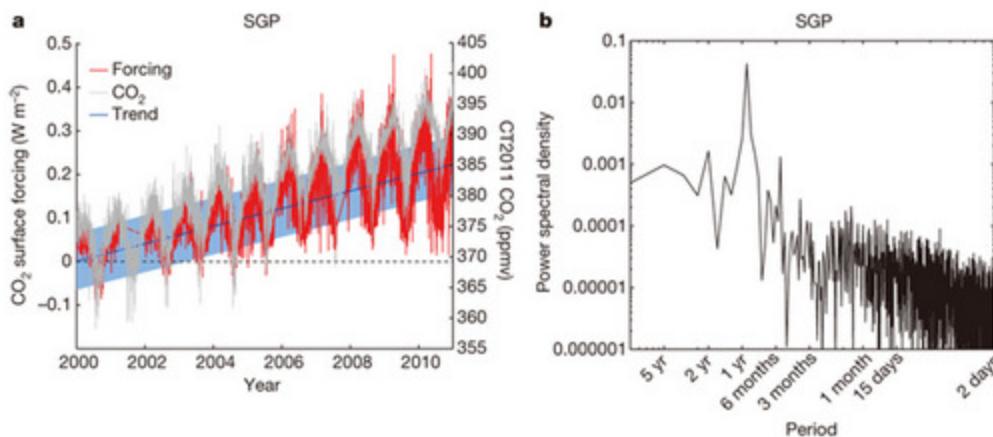 a
SGP
0.5
0.4
0.3
0.2
0.1
0
−0.1
CO₂ surface forcing (W m⁻²)
Forcing
CO₂
Trend
405
400
395
390
385
380
375
370
365
360
355
CT2011 CO₂ (ppmv)
2000
2002
2004
2006
2008
2010
Year
b
SGP
0.1
0.01
0.001
0.0001
0.00001
0.000001
Power spectral density
5 yr
2 yr
1 yr
6 months
3 months
1 month
15 days
2 days
Period